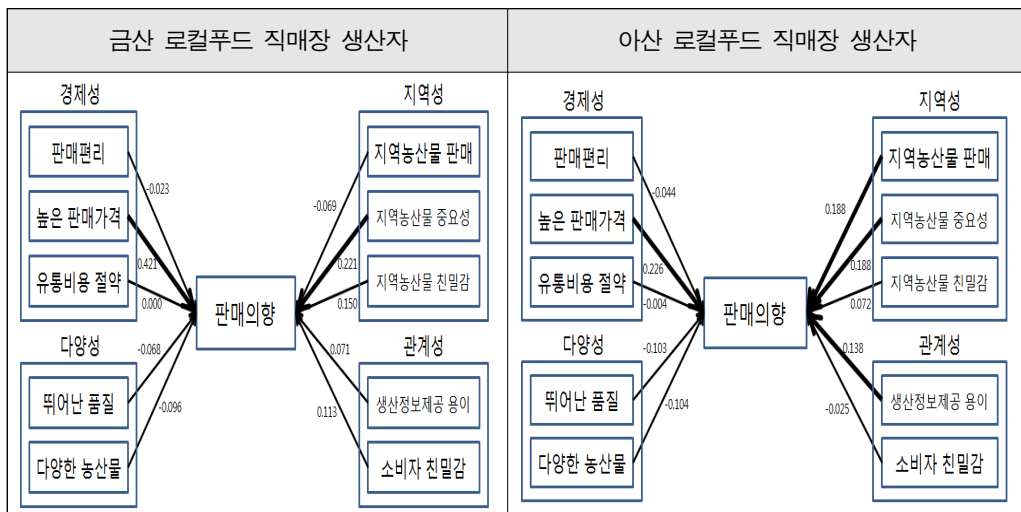 금산 로컬푸드 직매장 생산자
아산 로컬푸드 직매장 생산자
경제성
판매편리
높은 판매가격
유통비용 절약
다양성
뛰어난 품질
다양한 농산물
판매의향
지역성
지역농산물 판매
지역농산물 중요성
지역농산물 친밀감
관계성
생산정보제공 용이
소비자 친밀감
-0.023
0.421
0.000
-0.068
-0.096
-0.069
0.221
0.150
0.071
0.113
경제성
판매편리
높은 판매가격
유통비용 절약
다양성
뛰어난 품질
다양한 농산물
판매의향
지역성
지역농산물 판매
지역농산물 중요성
지역농산물 친밀감
관계성
생산정보제공 용이
소비자 친밀감
-0.044
0.226
-0.004
-0.103
-0.104
0.188
0.188
0.072
0.138
-0.025